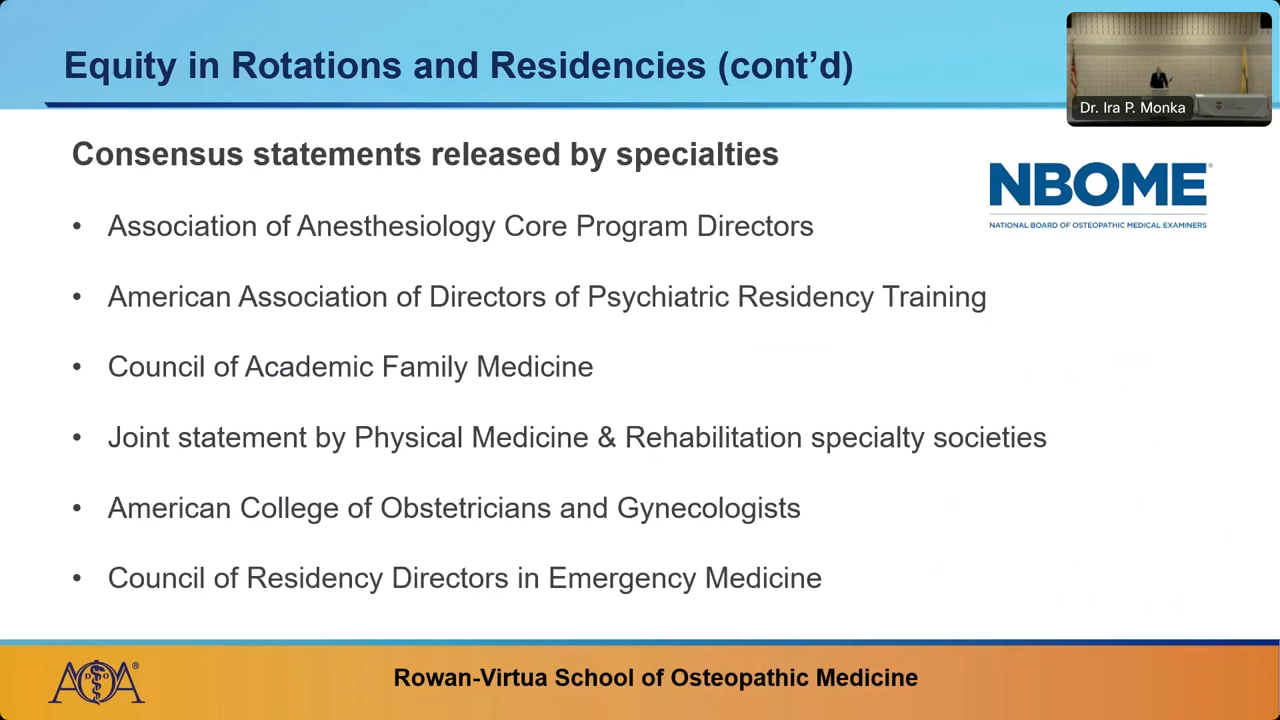 Equity in Rotations and Residencies (cont’d)
Dr. Ira P. Monka
Consensus statements released by specialties
NBOME®
NATIONAL BOARD OF OSTEOPATHIC MEDICAL EXAMINERS
• Association of Anesthesiology Core Program Directors
• American Association of Directors of Psychiatric Residency Training
• Council of Academic Family Medicine
• Joint statement by Physical Medicine & Rehabilitation specialty societies
• American College of Obstetricians and Gynecologists
• Council of Residency Directors in Emergency Medicine
AOA®
Rowan-Virtua School of Osteopathic Medicine